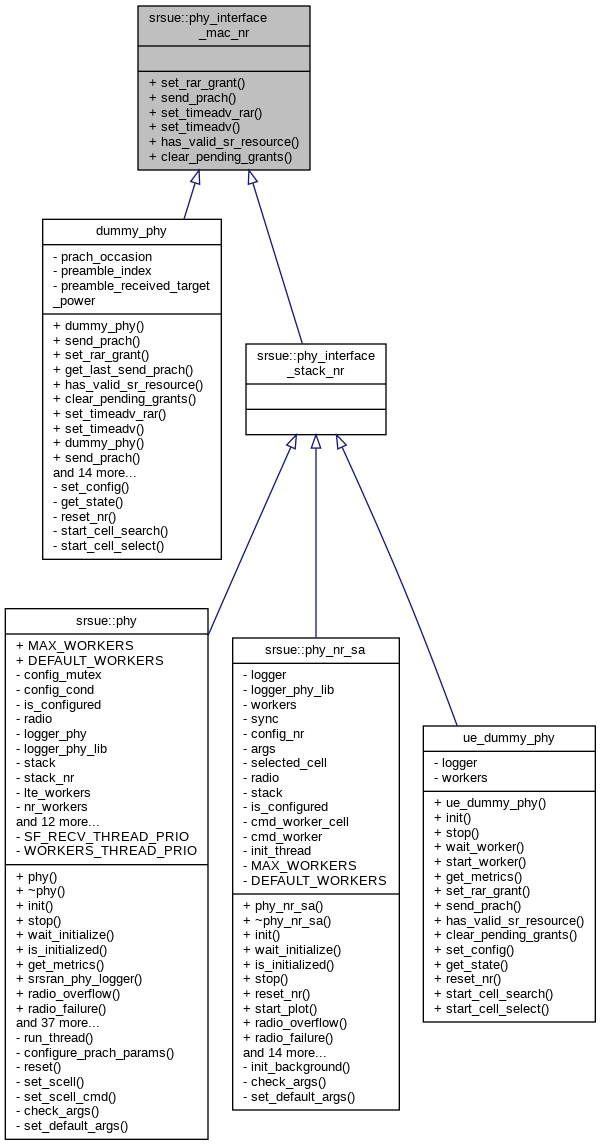 srsue::phy_interface
_mac_nr
+ set_rar_grant()
+ send_prach()
+ set_timeadv_rar()
+ set_timeadv()
+ has_valid_sr_resource()
+ clear_pending_grants()
dummy_phy
- prach_occasion
- preamble_index
- preamble_received_target
_power
+ dummy_phy()
+ send_prach()
+ set_rar_grant()
+ get_last_send_prach()
+ has_valid_sr_resource()
+ clear_pending_grants()
+ set_timeadv_rar()
+ set_timeadv()
+ dummy_phy()
+ send_prach()
and 14 more...
- set_config()
- get_state()
- reset_nr()
- start_cell_search()
- start_cell_select()
srsue::phy_interface
_stack_nr
srsue::phy
+ MAX_WORKERS
+ DEFAULT_WORKERS
- config_mutex
- config_cond
- is_configured
- radio
- logger_phy
- logger_phy_lib
- stack
- stack_nr
- lte_workers
- nr_workers
and 12 more...
- SF_RECV_THREAD_PRIO
- WORKERS_THREAD_PRIO
+ phy()
+ ~phy()
+ init()
+ stop()
+ wait_initialize()
+ is_initialized()
+ get_metrics()
+ srsran_phy_logger()
+ radio_overflow()
+ radio_failure()
and 37 more...
- run_thread()
- configure_prach_params()
- reset()
- set_scell()
- set_scell_cmd()
- check_args()
- set_default_args()
srsue::phy_nr_sa
- logger
- logger_phy_lib
- workers
- sync
- config_nr
- args
- selected_cell
- radio
- stack
- is_configured
- cmd_worker_cell
- cmd_worker
- init_thread
- MAX_WORKERS
- DEFAULT_WORKERS
+ phy_nr_sa()
+ ~phy_nr_sa()
+ init()
+ wait_initialize()
+ is_initialized()
+ stop()
+ reset_nr()
+ start_plot()
+ radio_overflow()
+ radio_failure()
and 14 more...
- init_background()
- check_args()
- set_default_args()
ue_dummy_phy
- logger
- workers
+ ue_dummy_phy()
+ init()
+ stop()
+ wait_worker()
+ start_worker()
+ get_metrics()
+ set_rar_grant()
+ send_prach()
+ has_valid_sr_resource()
+ clear_pending_grants()
+ set_config()
+ get_state()
+ reset_nr()
+ start_cell_search()
+ start_cell_select()